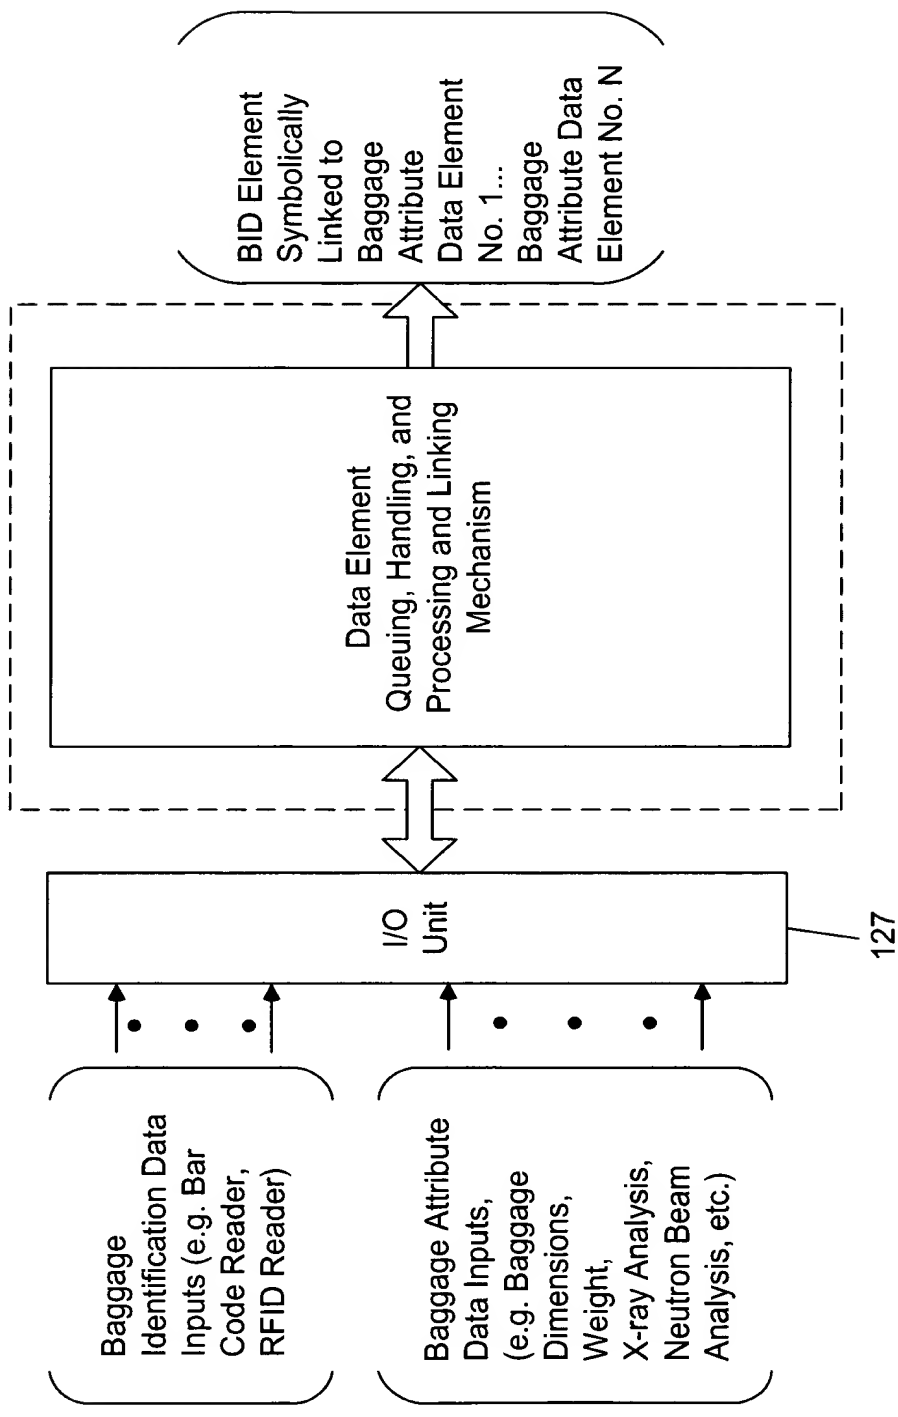 Baggage
Identification Data
Inputs (e.g. Bar
Code Reader,
RFID Reader)
Baggage Attribute
Data Inputs,
(e.g. Baggage
Dimensions,
Weight,
X-ray Analysis,
Neutron Beam
Analysis, etc.)
I/O
Unit
127
Data Element
Queuing, Handling, and
Processing and Linking
Mechanism
BID Element
Symbolically
Linked to
Baggage
Attribute
Data Element
No. 1...
Baggage
Attribute Data
Element No. N